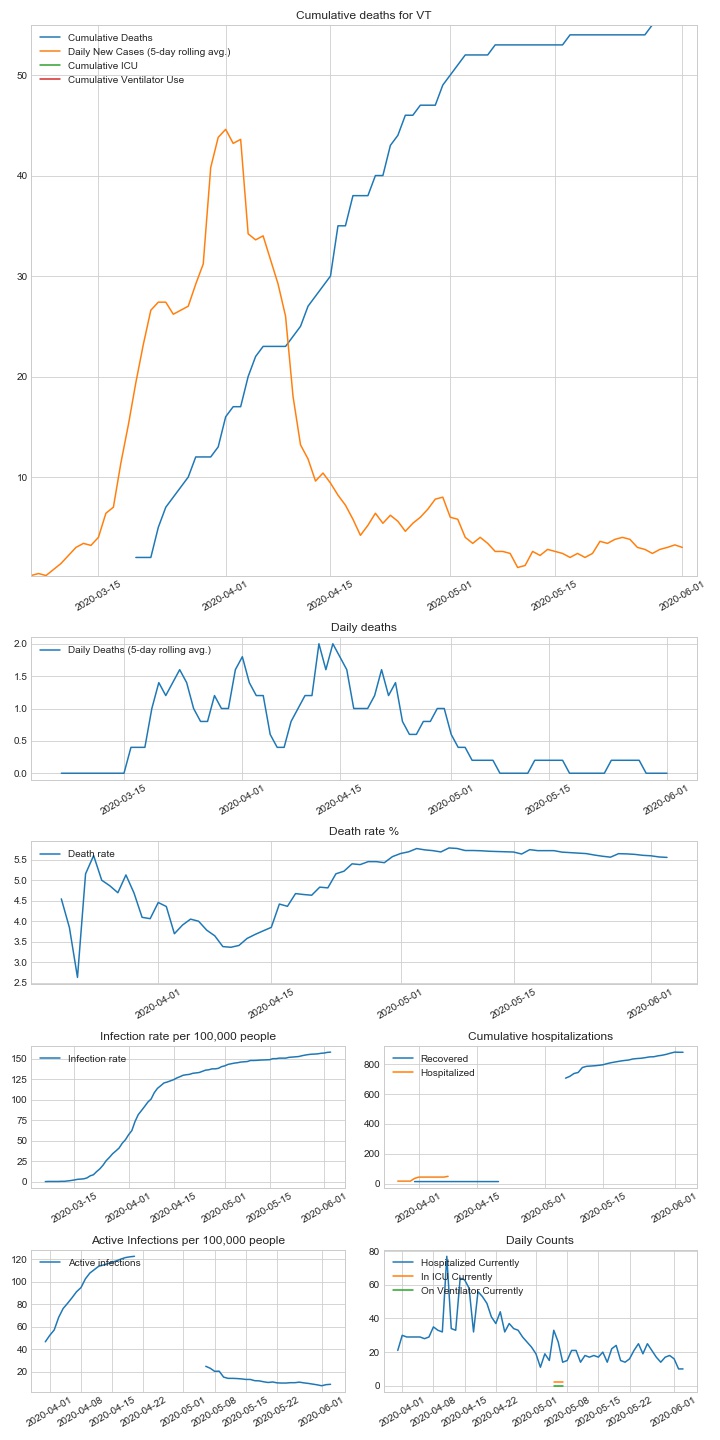 Cumulative deaths for VT
Cumulative Deaths
Daily New Cases (5-day rolling avg.)
Cumulative ICU
Cumulative Ventilator Use
50
40
30
20
10
2020-03-15 2020-04-01 2020-04-15 2020-05-01 2020-05-15 2020-06-01
Daily deaths
Daily Deaths (5-day rolling avg.)
2.0
1.5
1.0
0.5
0.0
2020-03-15 2020-04-01 2020-04-15 2020-05-01 2020-05-15 2020-06-01
Death rate %
Death rate
5.5
5.0
4.5
4.0
3.5
3.0
2.5
2020-04-01 2020-04-15 2020-05-01 2020-05-15 2020-06-01
Infection rate per 100,000 people
Infection rate
150
125
100
75
50
25
0
2020-03-15 2020-04-01 2020-04-15 2020-05-01 2020-05-15 2020-06-01
Cumulative hospitalizations
Recovered
Hospitalized
800
600
400
200
0
2020-04-01 2020-04-15 2020-05-01 2020-05-15 2020-06-01
Active Infections per 100,000 people
Active infections
120
100
80
60
40
20
2020-04-01 2020-04-08 2020-04-15 2020-04-22 2020-05-01 2020-05-08 2020-05-15 2020-05-22 2020-06-01
Daily Counts
Hospitalized Currently
In ICU Currently
On Ventilator Currently
80
60
40
20
0
2020-04-01 2020-04-08 2020-04-15 2020-04-22 2020-05-01 2020-05-08 2020-05-15 2020-05-22 2020-06-01